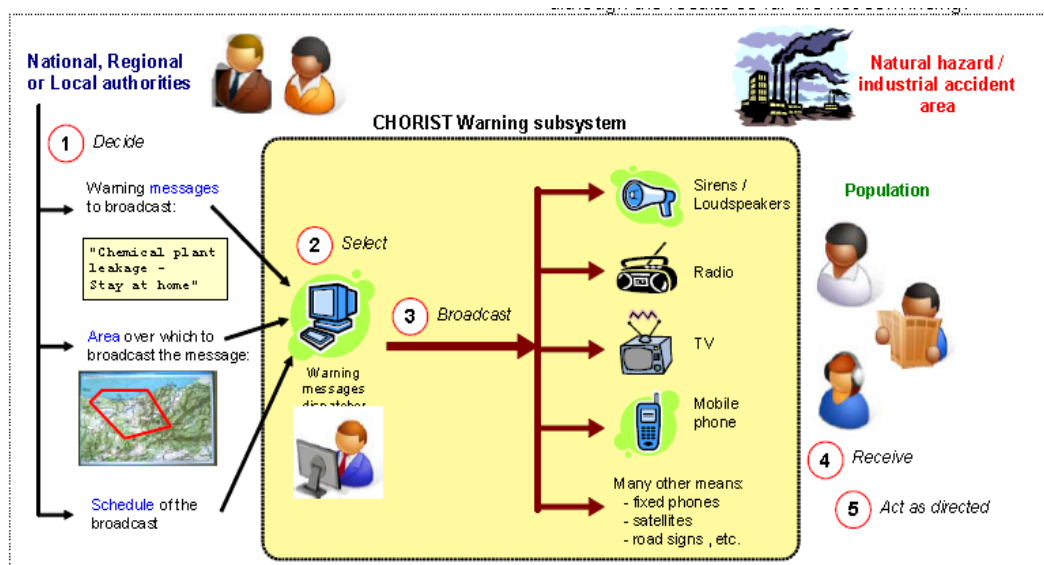 National, Regional
or Local authorities
Natural hazard /
industrial accident
area
CHORIST Warning subsystem
1 Decide
Warning messages
to broadcast:
"Chemical plant
leakage -
Stay at home"
Area over which to
broadcast the message:
Schedule of the
broadcast
2 Select
Warning
messages
dispatcher
3 Broadcast
Sirens /
Loudspeakers
Radio
TV
Mobile
phone
Many other means:
- fixed phones
- satellites
- road signs , etc.
Population
4 Receive
5 Act as directed